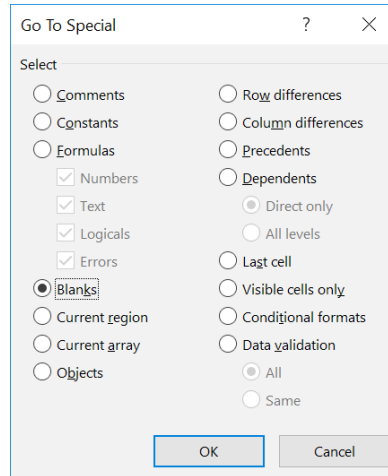 Go To Special ?
Select
Comments
Constants
Formulas
Numbers
Text
Logicals
Errors
Blanks
Current region
Current array
Objects
Row differences
Column differences
Precedents
Dependents
Direct only
All levels
Last cell
Visible cells only
Conditional formats
Data validation
All
Same
OK Cancel